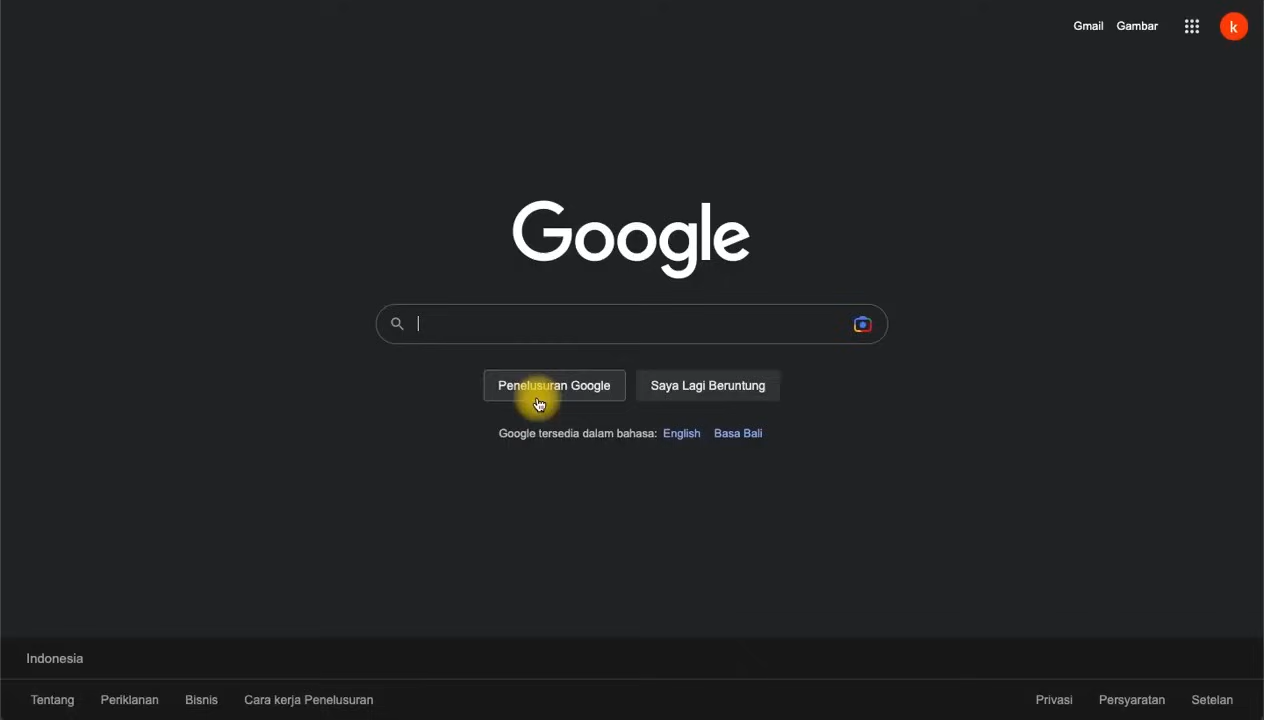 Gmail Gambar k
Google
Penelusuran Google Saya Lagi Beruntung
Google tersedia dalam bahasa: English Basa Bali
Indonesia
Tentang Periklanan Bisnis Cara kerja Penelusuran Privasi Persyaratan Setelan